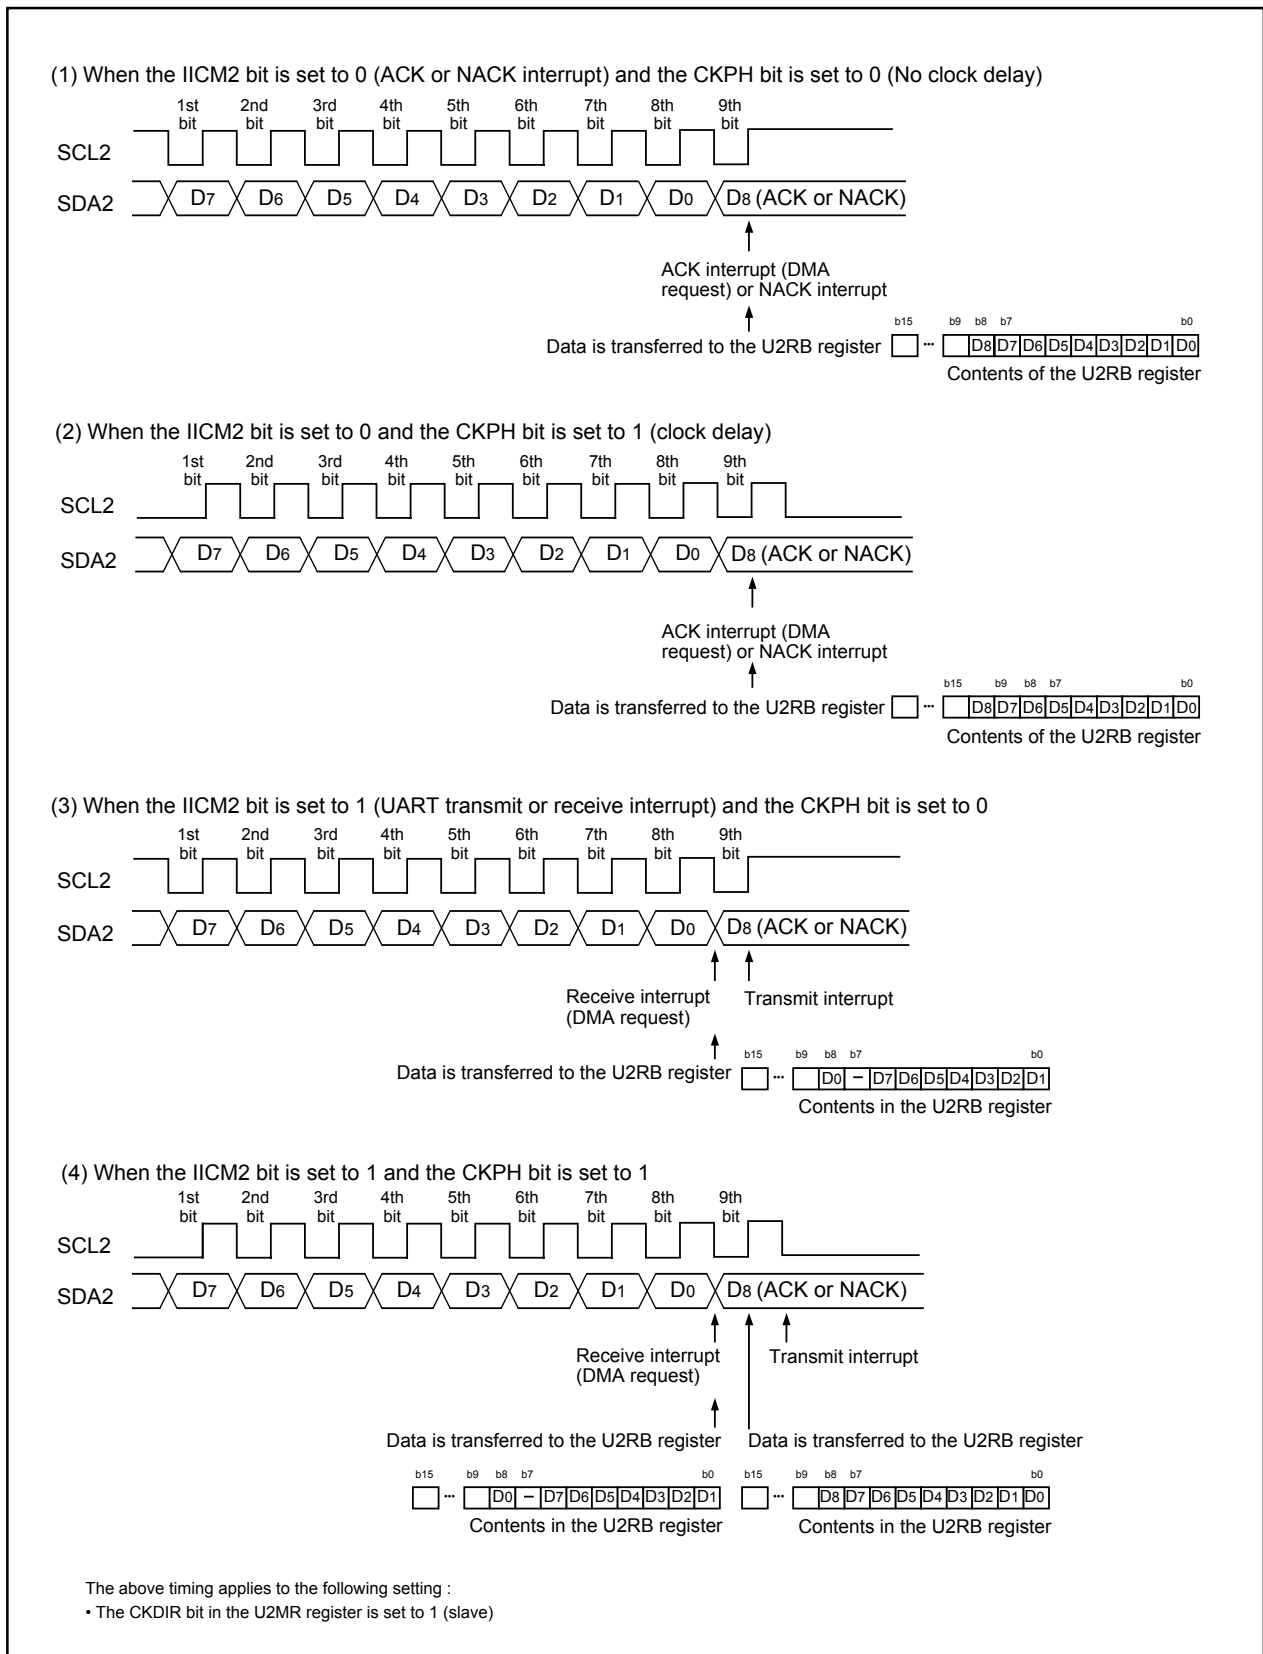 (1) When the IICM2 bit is set to 0 (ACK or NACK interrupt) and the CKPH bit is set to 0 (No clock delay)
1st 2nd 3rd 4th 5th 6th 7th 8th 9th
bit bit bit bit bit bit bit bit bit
SCL2
SDA2 D7 D6 D5 D4 D3 D2 D1 D0 D8 (ACK or NACK)
ACK interrupt (DMA
request) or NACK interrupt
b15 b9 b8 b7 b0
Data is transferred to the U2RB register ... D8 D7 D6 D5 D4 D3 D2 D1 D0
Contents of the U2RB register
(2) When the IICM2 bit is set to 0 and the CKPH bit is set to 1 (clock delay)
1st 2nd 3rd 4th 5th 6th 7th 8th 9th
bit bit bit bit bit bit bit bit bit
SCL2
SDA2 D7 D6 D5 D4 D3 D2 D1 D0 D8 (ACK or NACK)
ACK interrupt (DMA
request) or NACK interrupt
b15 b9 b8 b7 b0
Data is transferred to the U2RB register ... D8 D7 D6 D5 D4 D3 D2 D1 D0
Contents of the U2RB register
(3) When the IICM2 bit is set to 1 (UART transmit or receive interrupt) and the CKPH bit is set to 0
1st 2nd 3rd 4th 5th 6th 7th 8th 9th
bit bit bit bit bit bit bit bit bit
SCL2
SDA2 D7 D6 D5 D4 D3 D2 D1 D0 D8 (ACK or NACK)
Receive interrupt Transmit interrupt
(DMA request)
b15 b9 b8 b7 b0
Data is transferred to the U2RB register ... D0 – D7 D6 D5 D4 D3 D2 D1
Contents in the U2RB register
(4) When the IICM2 bit is set to 1 and the CKPH bit is set to 1
1st 2nd 3rd 4th 5th 6th 7th 8th 9th
bit bit bit bit bit bit bit bit bit
SCL2
SDA2 D7 D6 D5 D4 D3 D2 D1 D0 D8 (ACK or NACK)
Receive interrupt Transmit interrupt
(DMA request)
Data is transferred to the U2RB register Data is transferred to the U2RB register
b15 b9 b8 b7 b0 b15 b9 b8 b7 b0
... D0 – D7 D6 D5 D4 D3 D2 D1 ... D8 D7 D6 D5 D4 D3 D2 D1 D0
Contents in the U2RB register Contents in the U2RB register
The above timing applies to the following setting :
• The CKDIR bit in the U2MR register is set to 1 (slave)